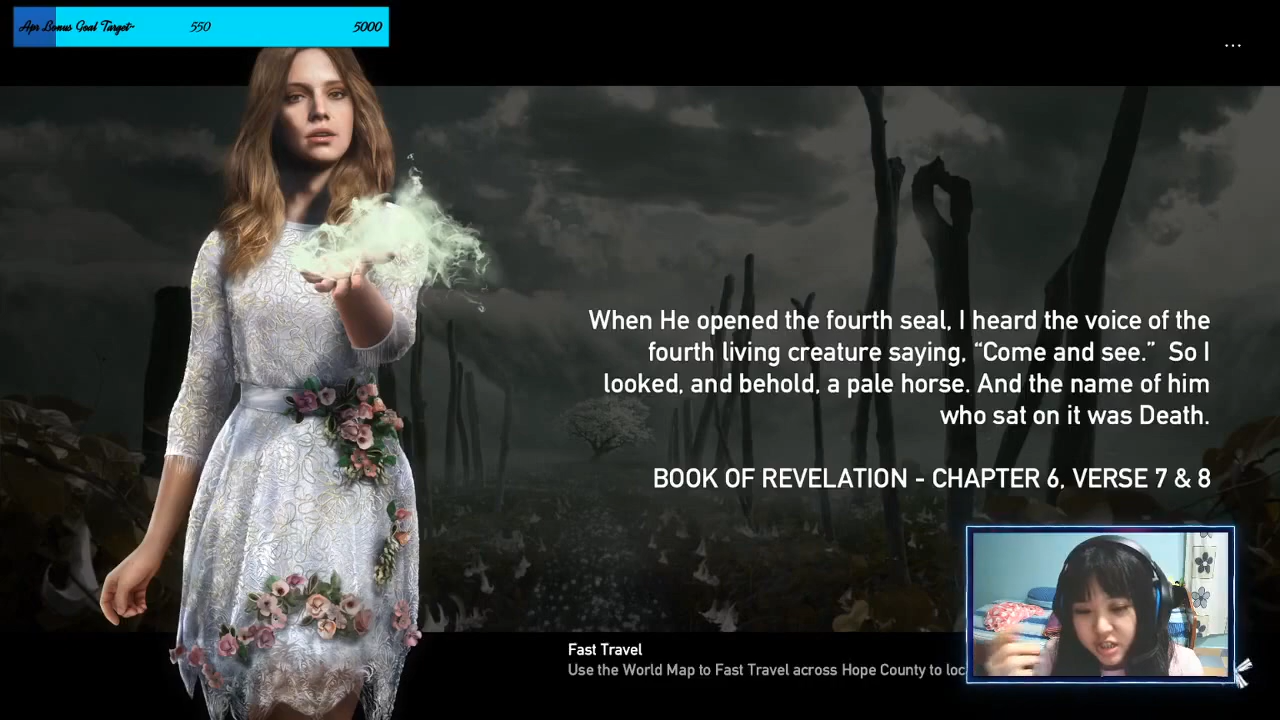 Apr Bonus Goal Target~ 550 5000
...
When He opened the fourth seal, I heard the voice of the
fourth living creature saying, “Come and see.” So I
looked, and behold, a pale horse. And the name of him
who sat on it was Death.
BOOK OF REVELATION - CHAPTER 6, VERSE 7 & 8
Fast Travel
Use the World Map to Fast Travel across Hope County to